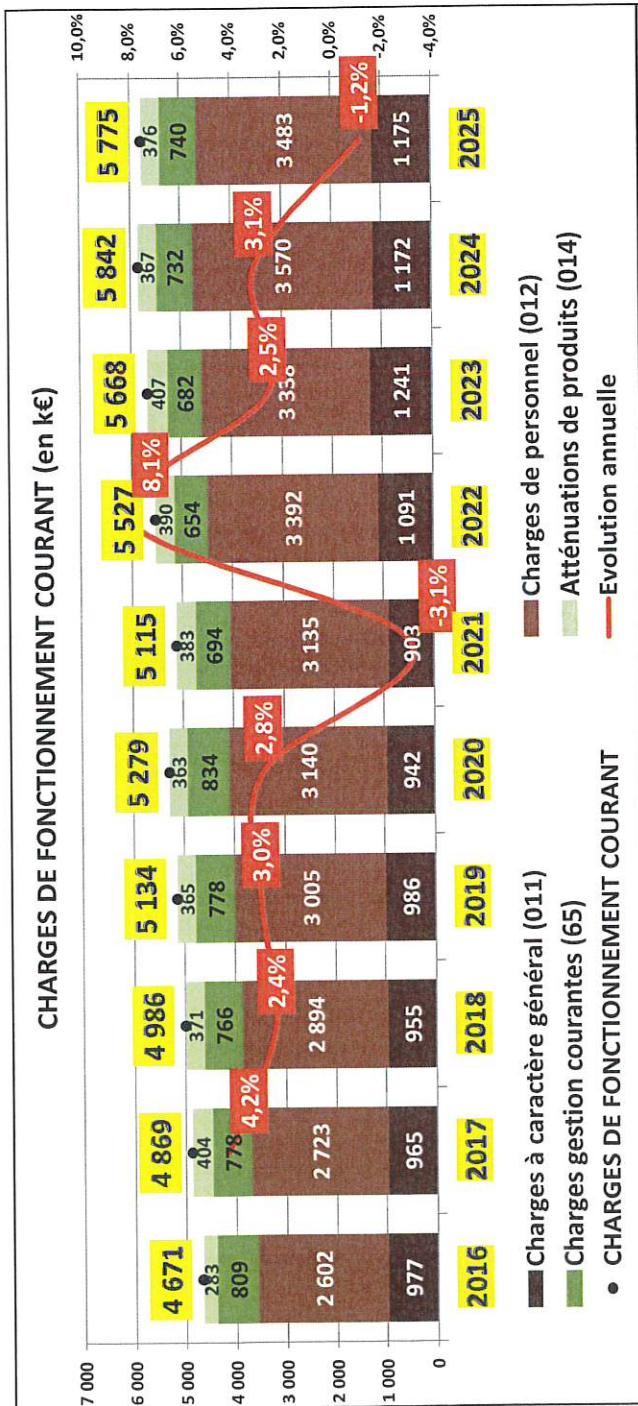 CHARGES DE FONCTIONNEMENT COURANT (en k€)
7 000
6 000
5 000
4 000
3 000
2 000
1 000
0
10,0%
8,0%
6,0%
4,0%
2,0%
0,0%
-2,0%
-4,0%
4 671 4 869 4 986 5 134 5 279 5 115 5 527 5 668 5 842 5 775
283 404 371 365 363 383 390 407 367 376
809 778 766 778 834 694 654 682 732 740
2 602 2 723 2 894 3 005 3 140 3 135 3 392 3 338 3 570 3 483
977 965 955 986 942 903 1 091 1 241 1 172 1 175
4,2% 2,4% 3,0% 2,8% -3,1% 8,1% 2,5% 3,1% -1,2%
2016 2017 2018 2019 2020 2021 2022 2023 2024 2025
Charges à caractère général (011)
Charges de personnel (012)
Charges gestion courantes (65)
Atténuations de produits (014)
CHARGES DE FONCTIONNEMENT COURANT
Evolution annuelle